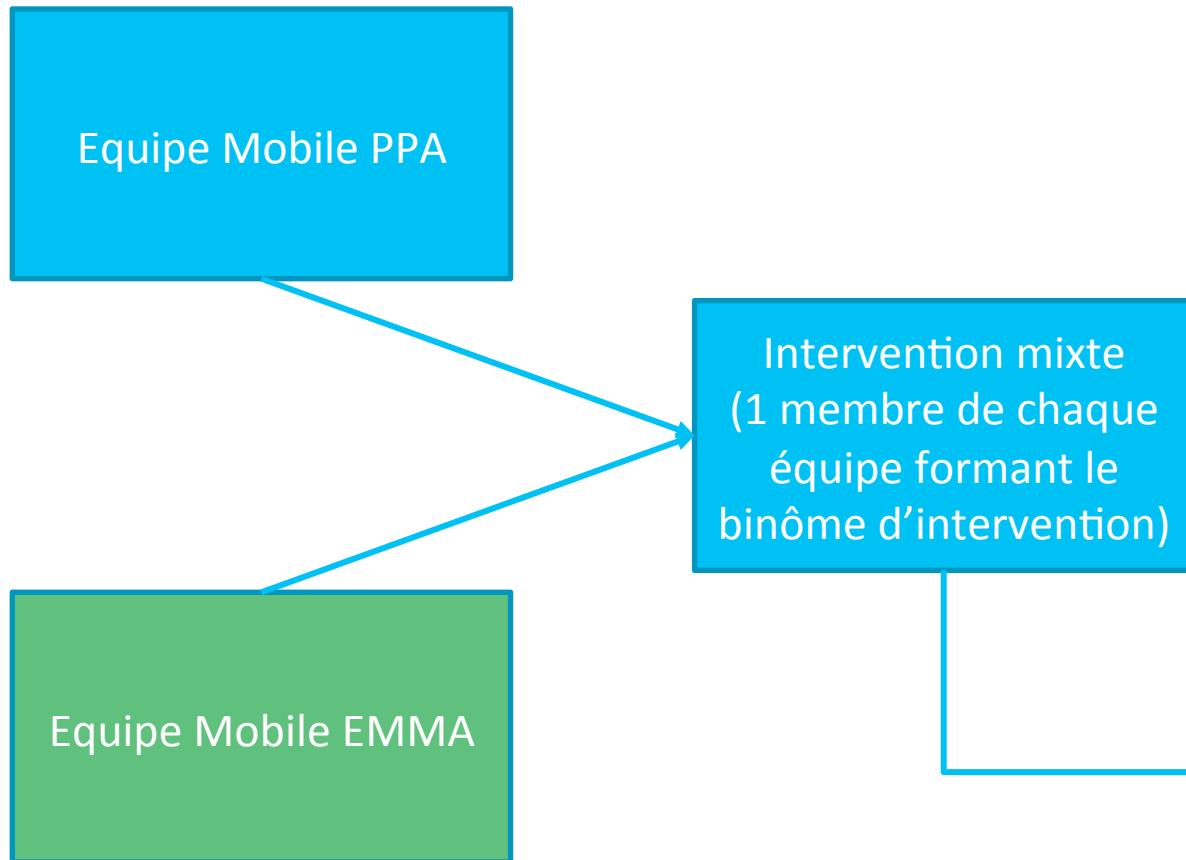 Equipe Mobile PPA
Intervention mixte
(1 membre de chaque
équipe formant le
binôme d’intervention)
Equipe Mobile EMMA